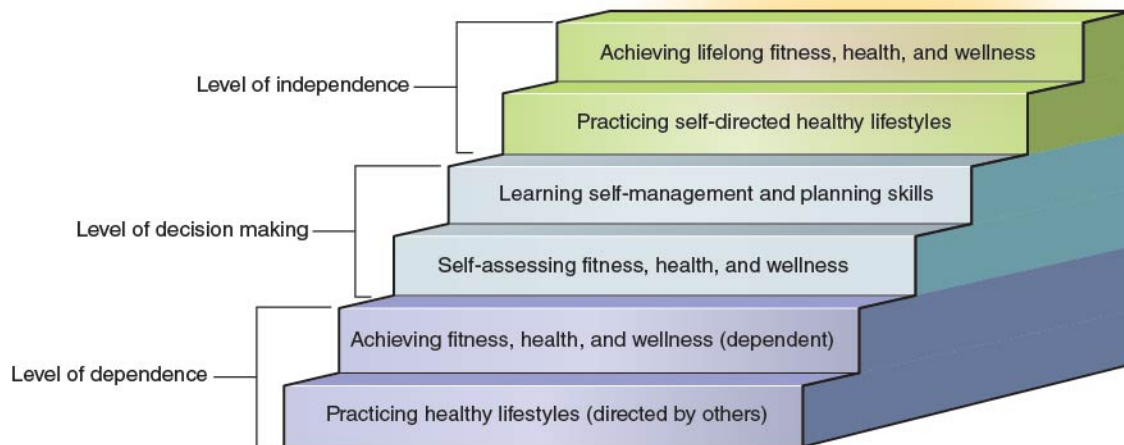 Achieving lifelong fitness, health, and wellness
Level of independence
Practicing self-directed healthy lifestyles
Learning self-management and planning skills
Level of decision making
Self-assessing fitness, health, and wellness
Achieving fitness, health, and wellness (dependent)
Level of dependence
Practicing healthy lifestyles (directed by others)